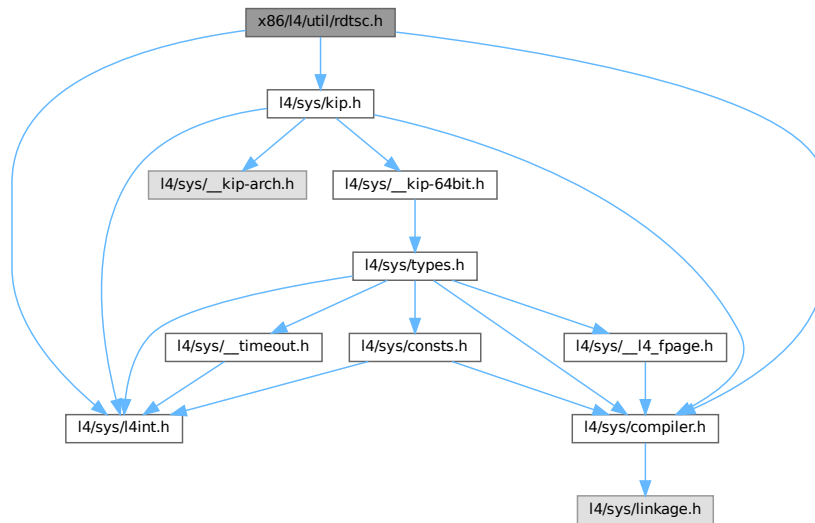 x86/l4/util/rdtsc.h
l4/sys/kip.h
l4/sys/__kip-arch.h
l4/sys/__kip-64bit.h
l4/sys/types.h
l4/sys/__timeout.h
l4/sys/consts.h
l4/sys/__l4_fpage.h
l4/sys/l4int.h
l4/sys/compiler.h
l4/sys/linkage.h